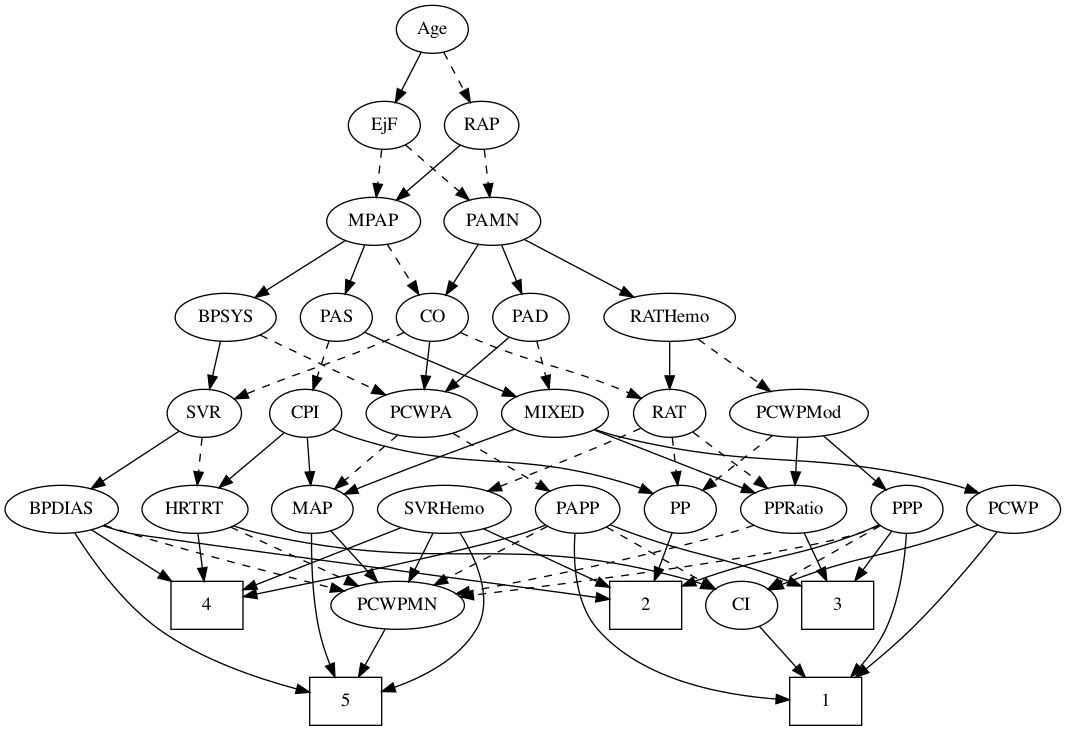 Age
EjF
RAP
MPAP
PAMN
BPSYS
PAS
CO
PAD
RATHemo
SVR
CPI
PCWPA
MIXED
RAT
PCWPMod
BPDIAS
HRTRT
MAP
SVRHemo
PAPP
PP
PPRatio
PPP
PCWP
4
PCWPMN
2
CI
3
5
1